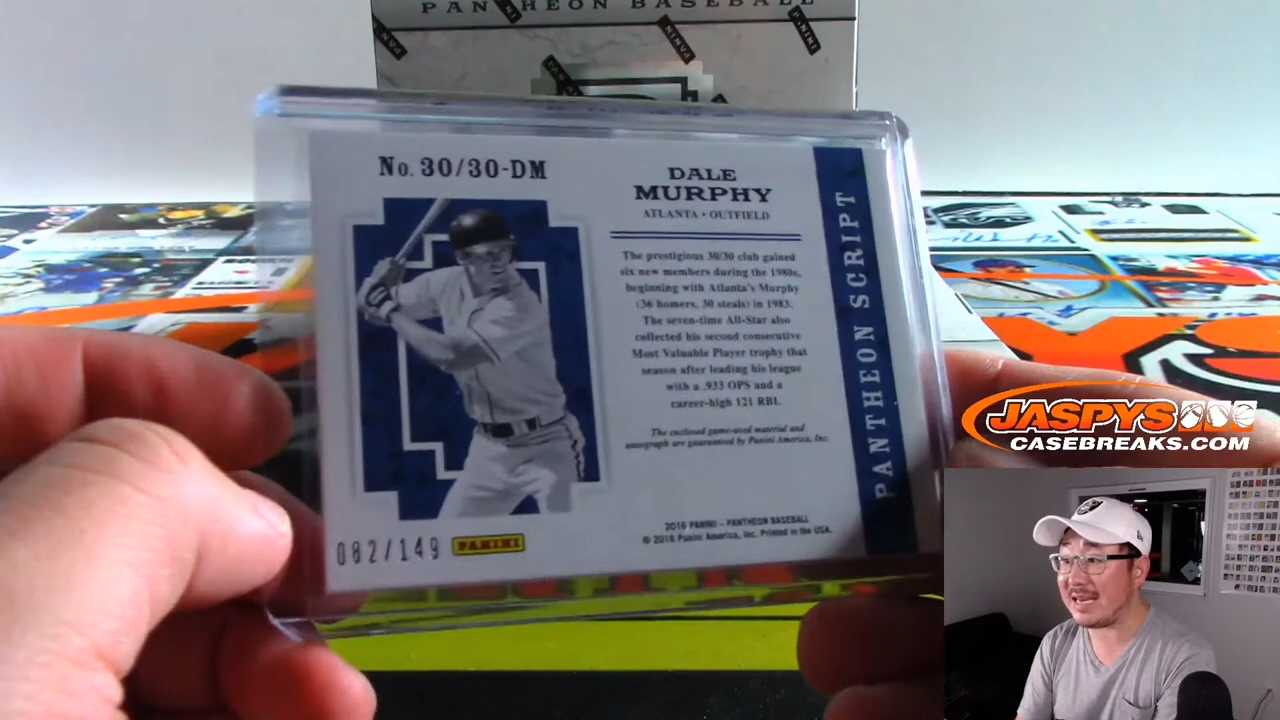 PANTHEON BASEBALL
PANINI
PANINI
PANINI
No. 30/30-DM
DALE
MURPHY
ATLANTA • OUTFIELD
The prestigious 30/30 club gained
six new members during the 1980s,
beginning with Atlanta's Murphy
(36 homers, 30 steals) in 1983.
The seven-time All-Star also
collected his second consecutive
Most Valuable Player trophy that
season after leading his league
with a .933 OPS and a
career-high 121 RBI.
The enclosed game-used material and
autograph are guaranteed by Panini America, Inc.
2016 PANINI – PANTHEON BASEBALL
© 2016 Panini America, Inc. Printed in the USA.
082/149
PANINI
PANTHEON SCRIPT
JASPYS
CASEBREAKS.COM